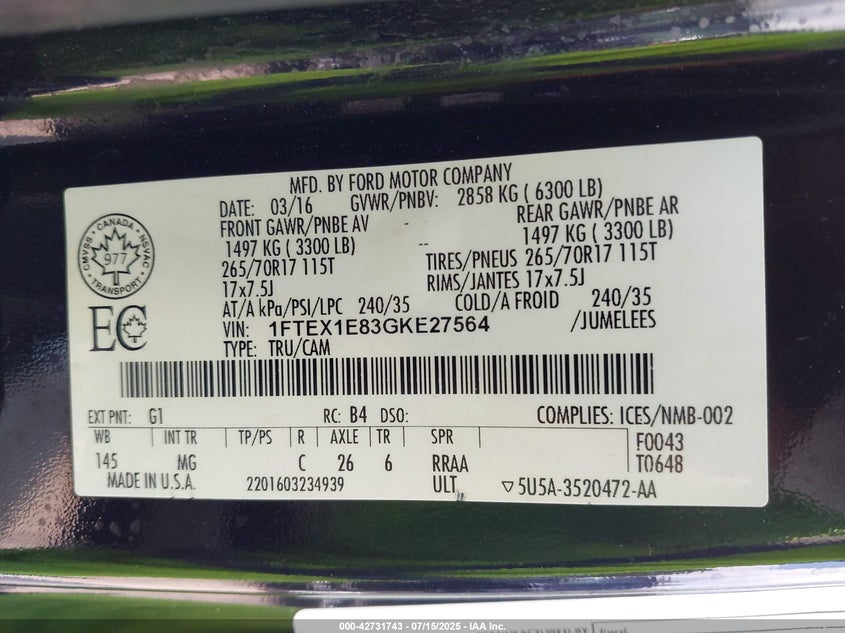 MFD. BY FORD MOTOR COMPANY
DATE: 03/16 GVWR/PNBV: 2858 KG ( 6300 LB)
FRONT GAWR/PNBE AV - REAR GAWR/PNBE AR
1497 KG ( 3300 LB) -- 1497 KG ( 3300 LB)
265/70R17 115T TIRES/PNEUS 265/70R17 115T
17x7.5J RIMS/JANTES 17x7.5J
AT/A kPa/PSI/LPC 240/35 COLD/A FROID 240/35
VIN: 1FTEX1E83GKE27564 /JUMELEES
TYPE: TRU/CAM
CANADA
CMVSS NSVAC
977
TRANSPORT
EC
EXT PNT: G1 RC: B4 DSO: COMPLIES: ICES/NMB-002
WB INT TR TP/PS R AXLE TR SPR F0043
145 MG C 26 6 RRAA T0648
MADE IN U.S.A. 2201603234939 ULT ▽5U5A-3520472-AA
000-42731743 / 07/15/2025 - IAA Inc.